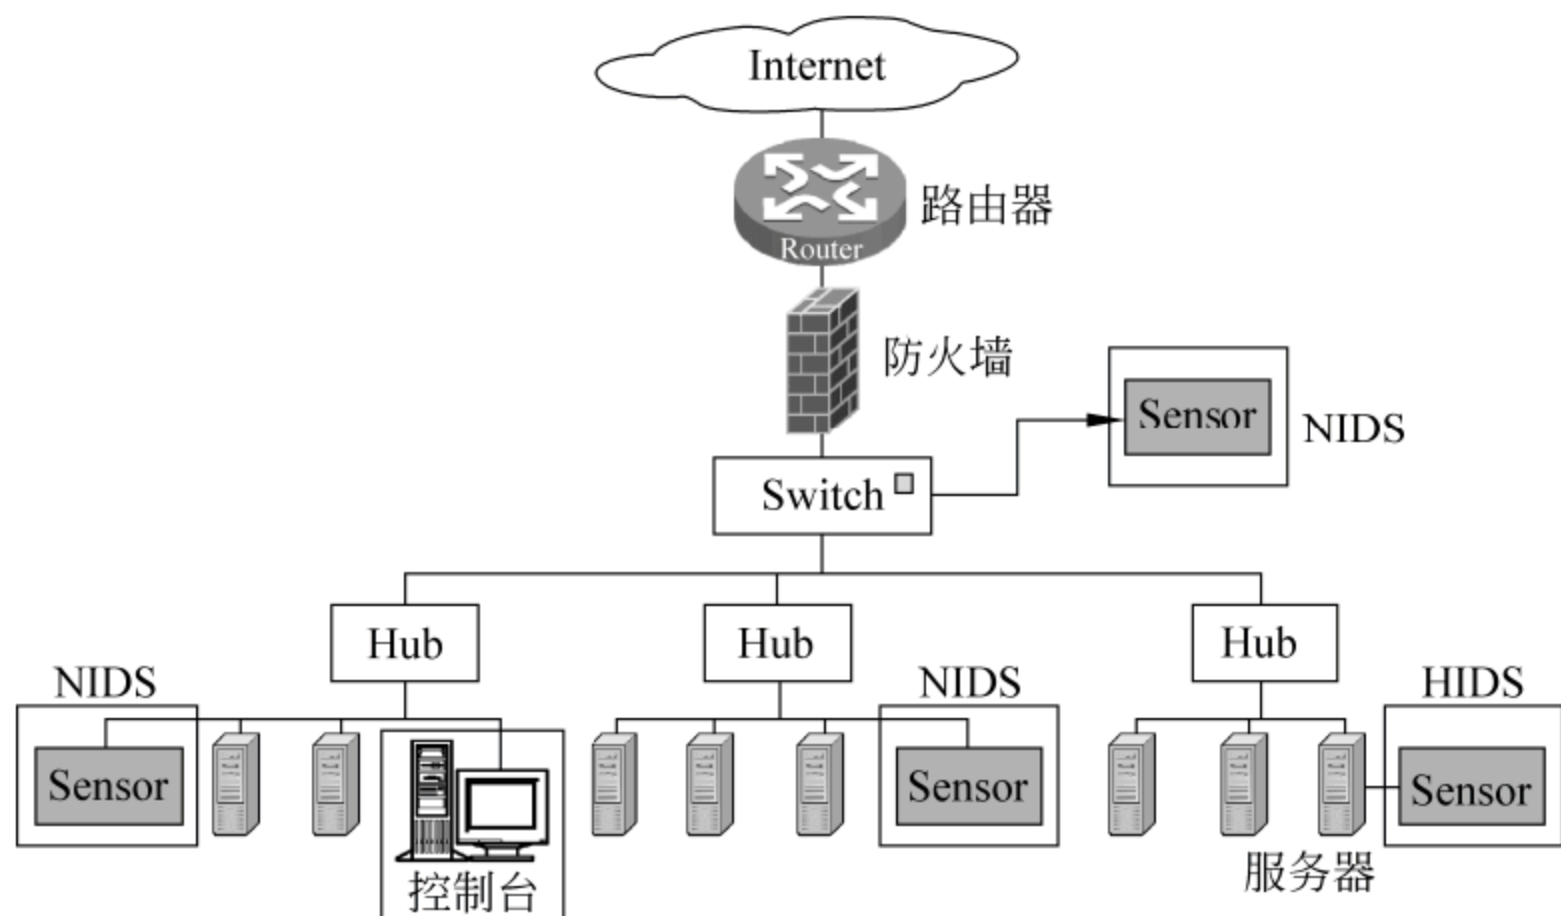 Internet
路由器
Router
防火墙
Sensor
NIDS
Switch
Hub
Hub
Hub
NIDS
NIDS
HIDS
Sensor
Sensor
Sensor
控制台
服务器